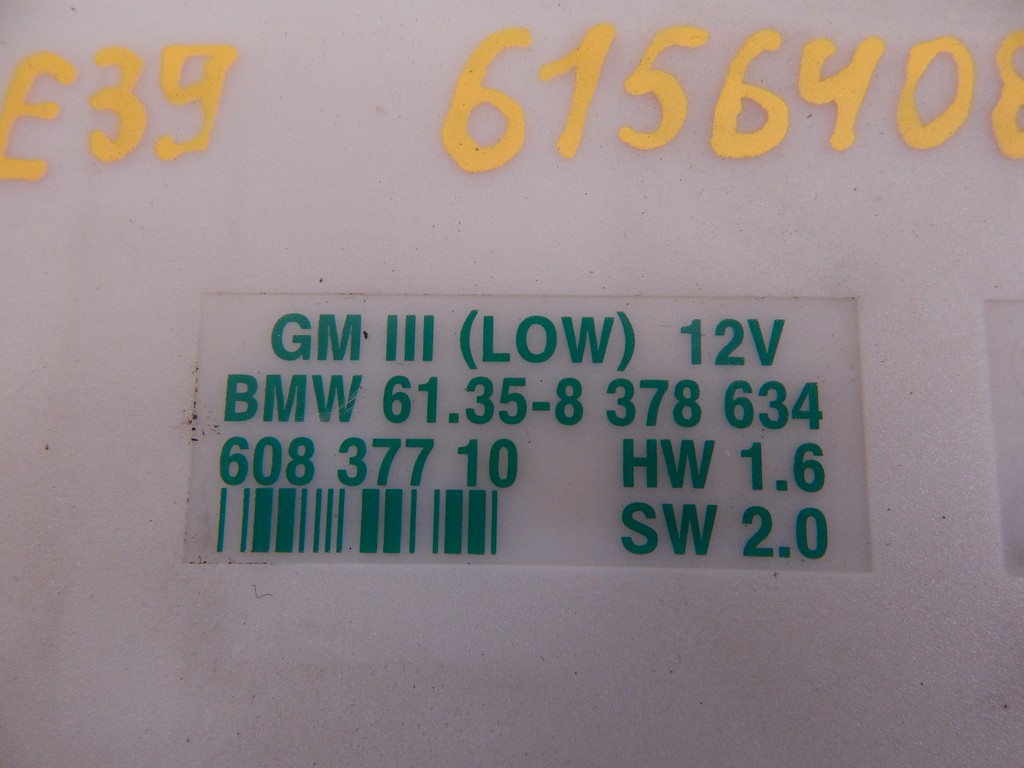 E39 6156408
GM III (LOW) 12V
BMW 61.35-8 378 634
608 377 10 HW 1.6
SW 2.0